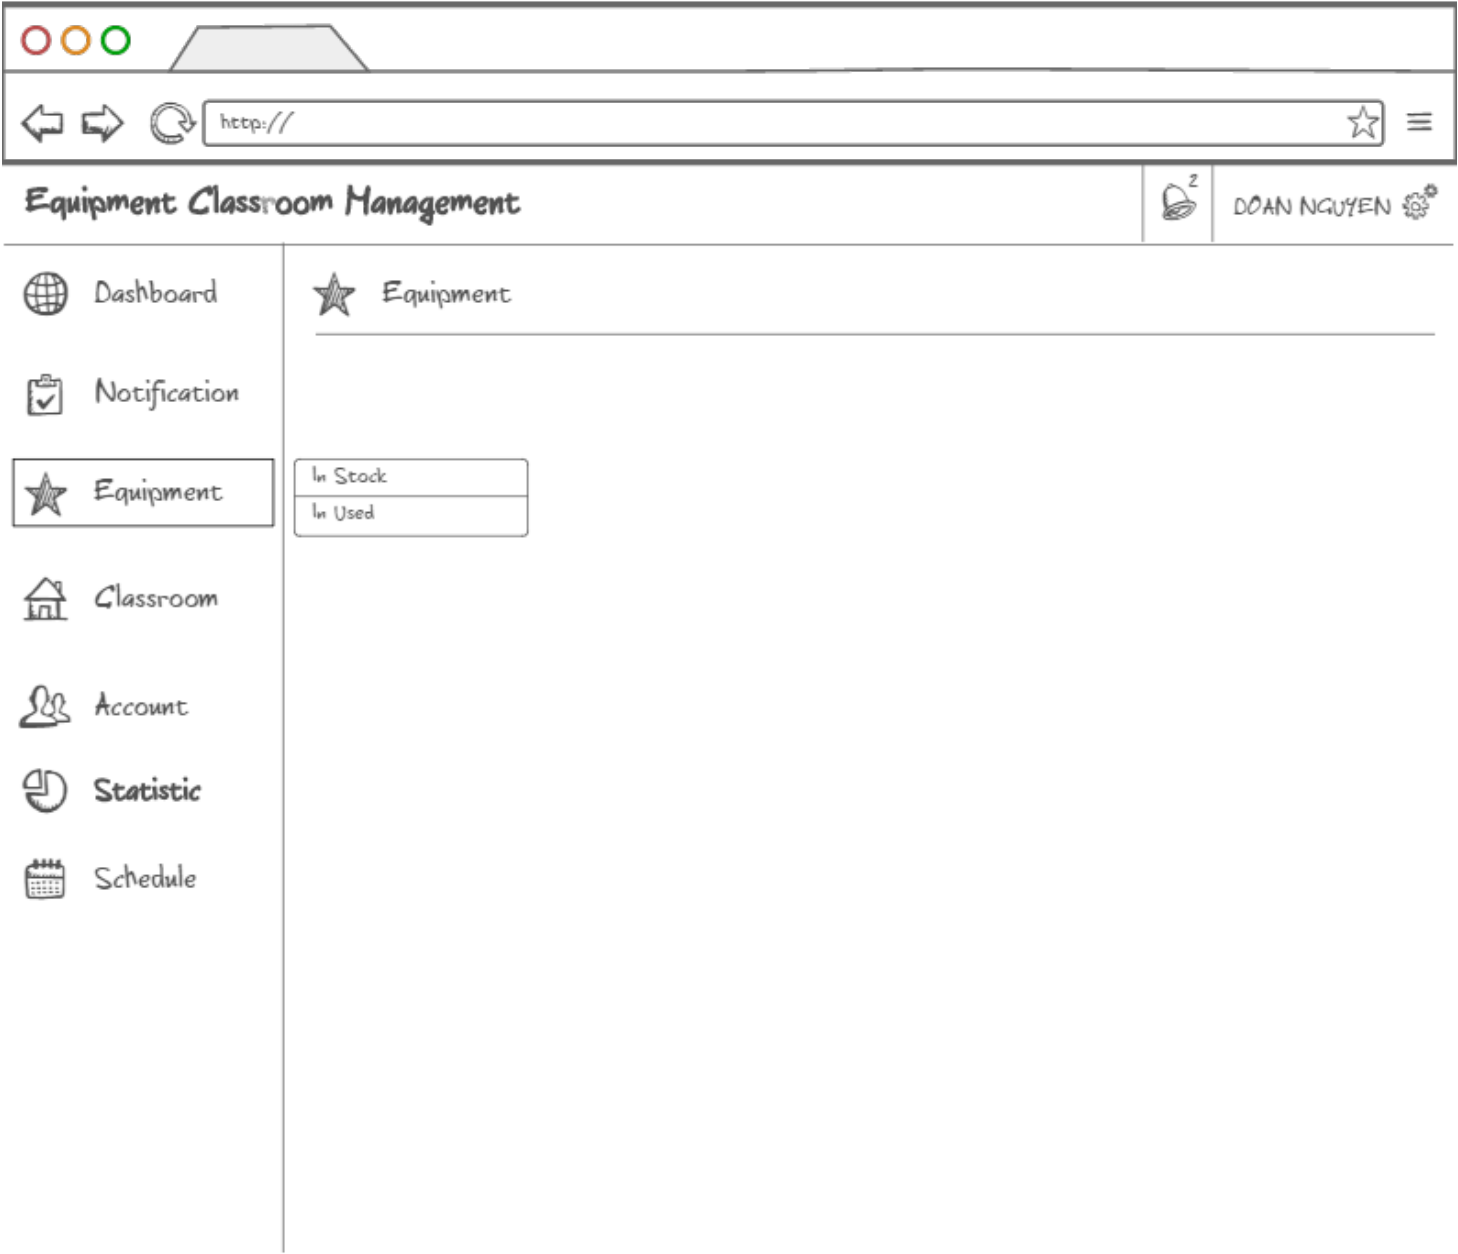 http://
Equipment Classroom Management
2
DOAN NGUYEN
Dashboard
Equipment
Notification
Equipment
In Stock
In Used
Classroom
Account
Statistic
Schedule